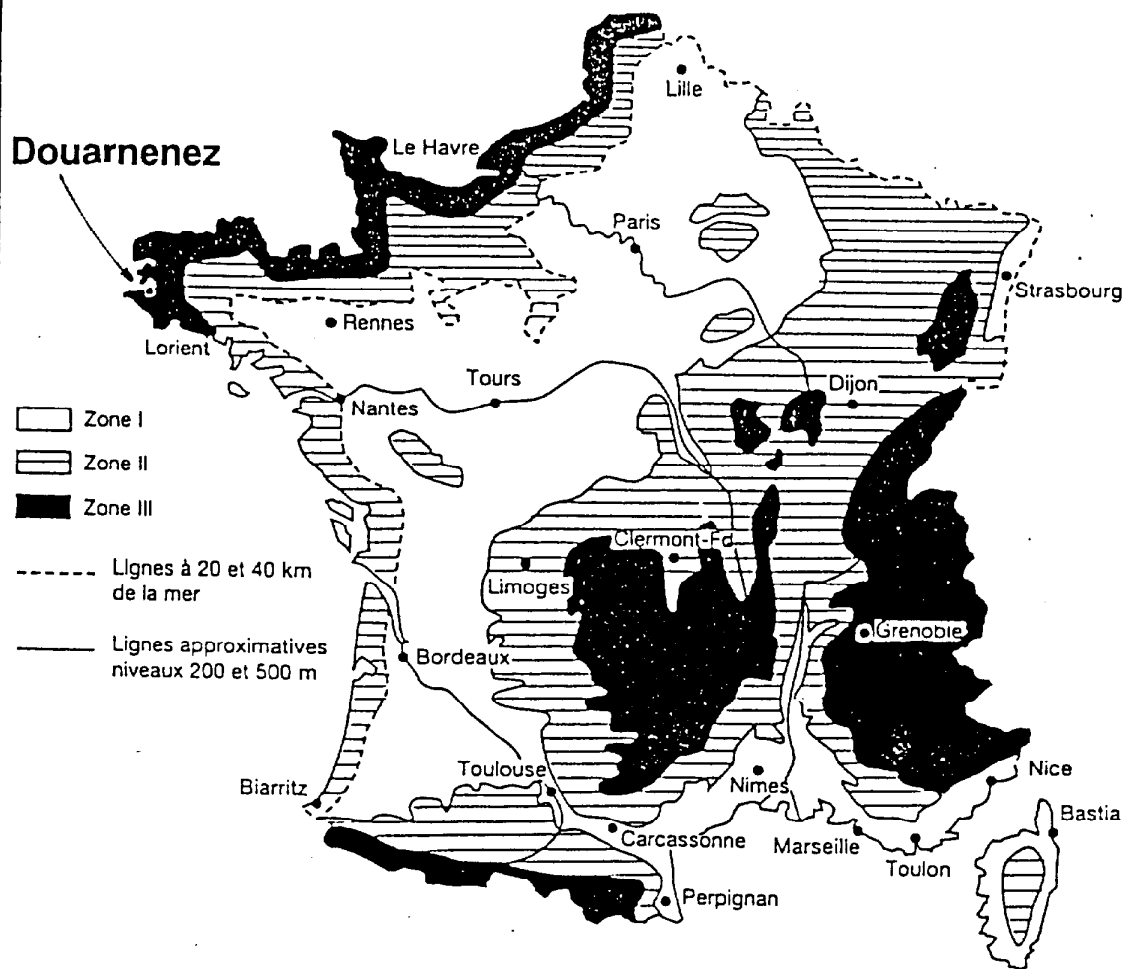 Lille
Le Havre
Douarnenez
Paris
Strasbourg
Rennes
Lorient
Tours
Dijon
Nantes
Zone I
Zone II
Zone III
Clermont-Fd
Lignes à 20 et 40 km
de la mer
Limoges
Grenoble
Lignes approximatives
niveaux 200 et 500 m
Bordeaux
Toulouse
Nice
Biarritz
Nimes
Bastia
Carcassonne
Marseille
Toulon
Perpignan